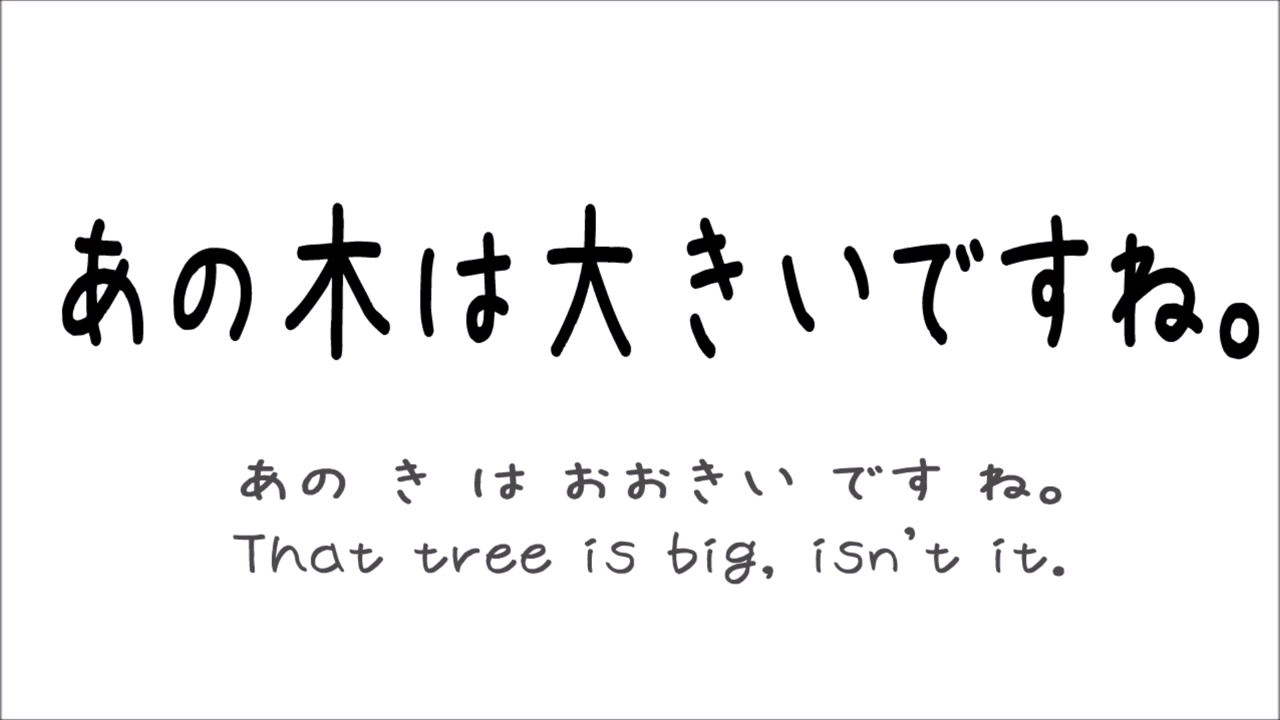 あの木は大きいですね。
あの き は おおきい です ね。
That tree is big, isn't it.